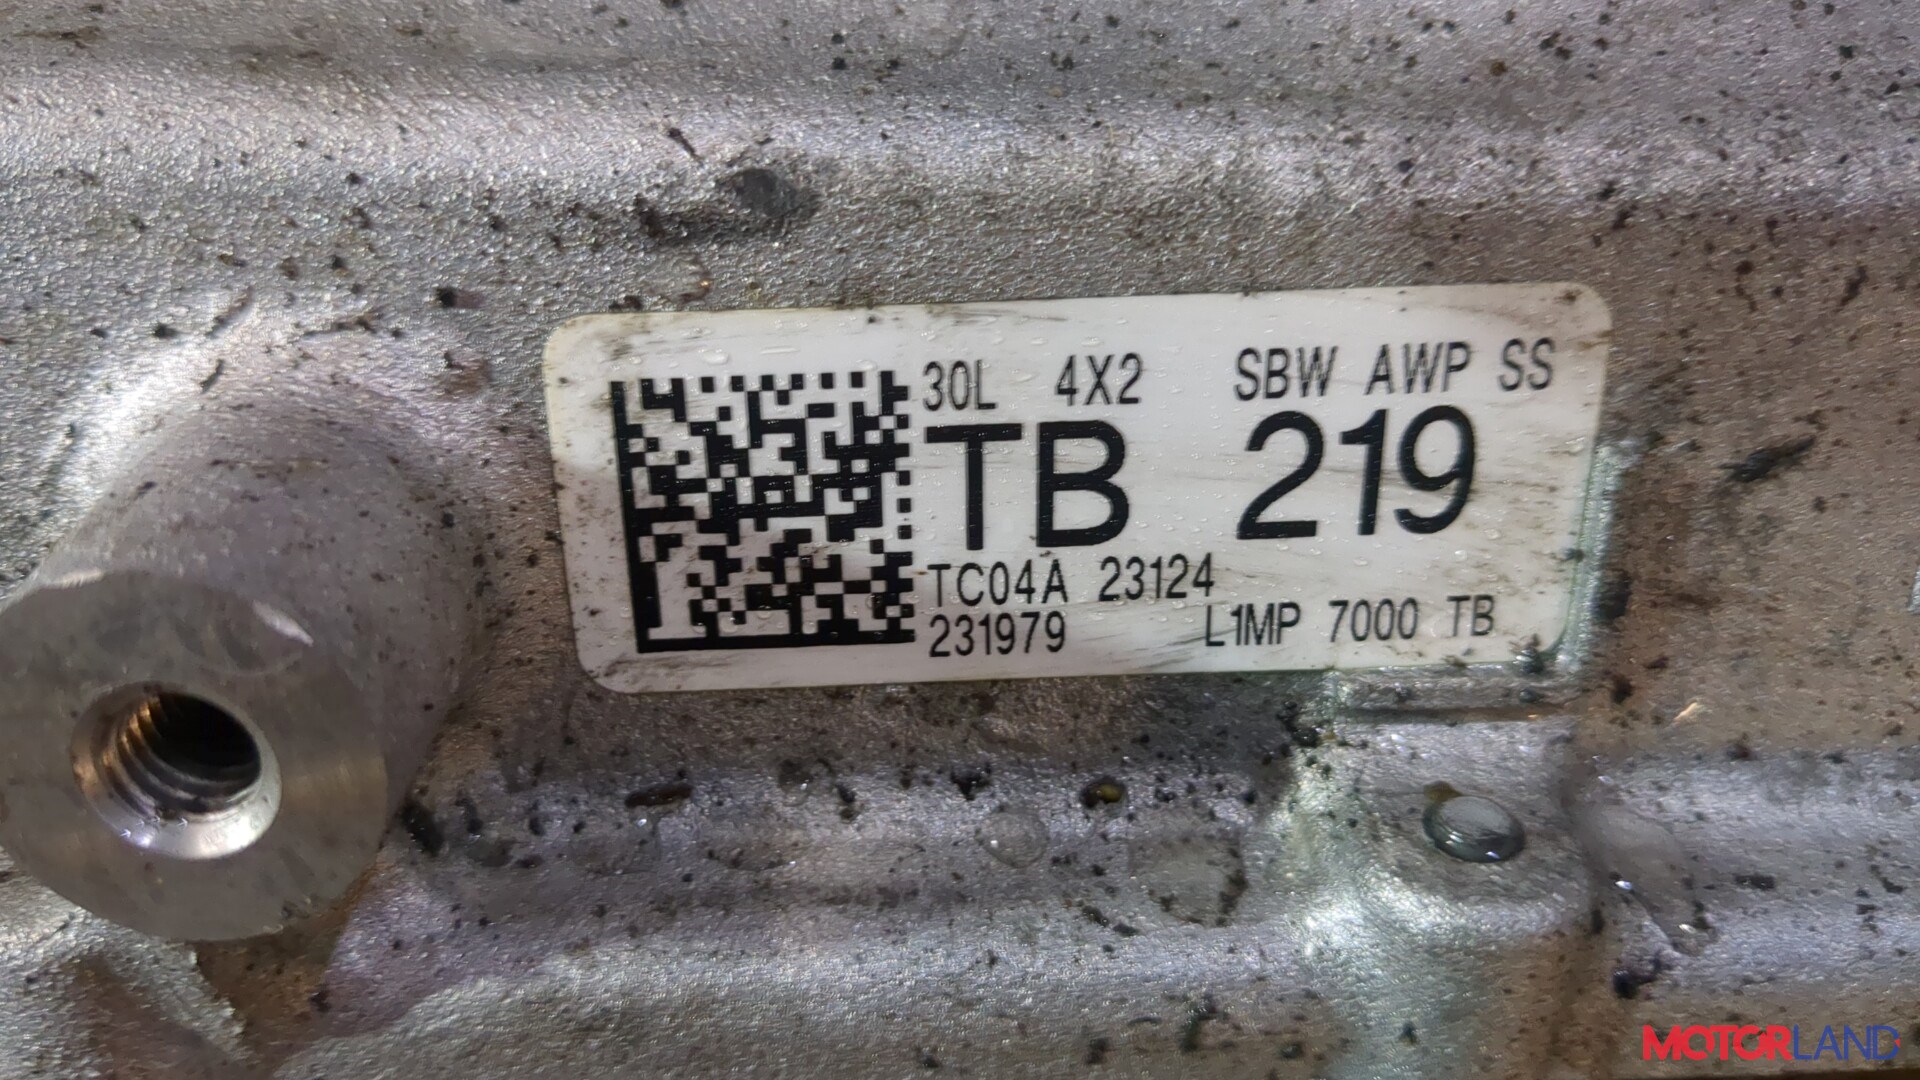 30L 4X2 SBW AWP SS
TB 219
TC04A 23124
231979 L1MP 7000 TB
MOTORLAND